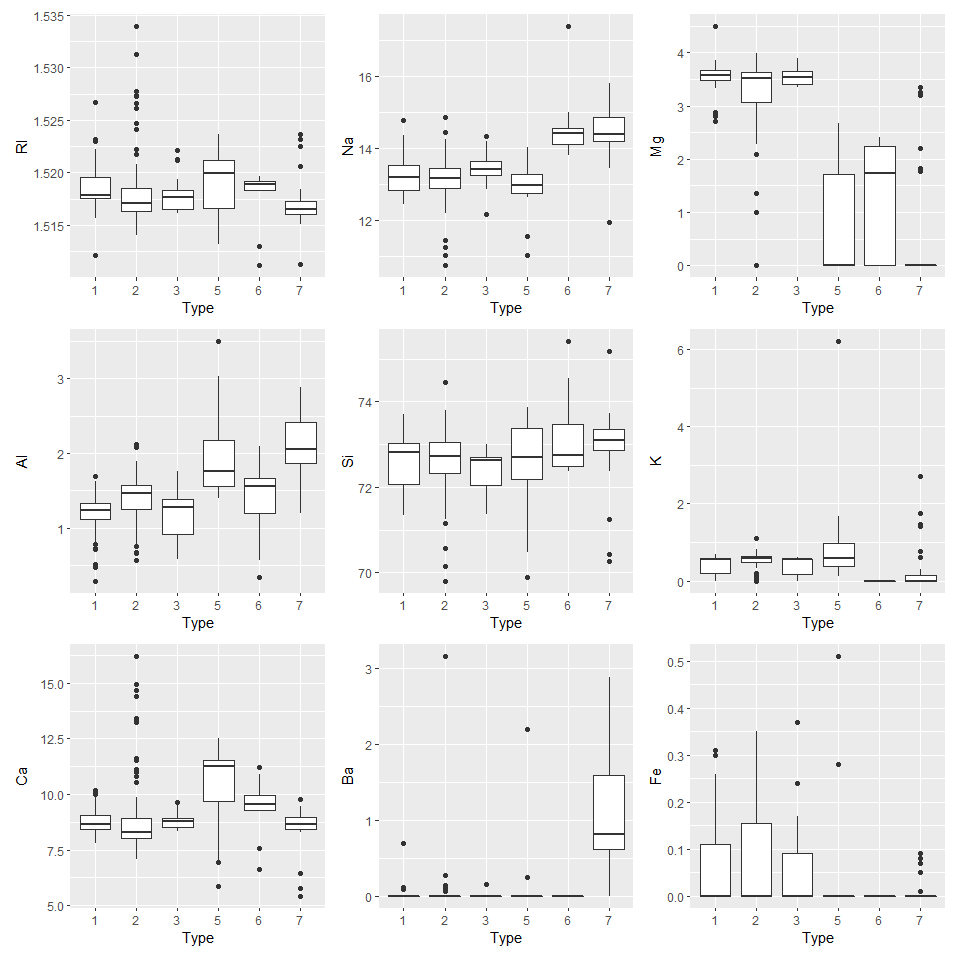 RI
1.535
1.530
1.525
1.520
1.515
1 2 3 5 6 7
Type
Na
16
14
12
1 2 3 5 6 7
Type
Mg
4
3
2
1
0
1 2 3 5 6 7
Type
Al
3
2
1
1 2 3 5 6 7
Type
Si
74
72
70
1 2 3 5 6 7
Type
K
6
4
2
0
1 2 3 5 6 7
Type
Ca
15.0
12.5
10.0
7.5
5.0
1 2 3 5 6 7
Type
Ba
3
2
1
0
1 2 3 5 6 7
Type
Fe
0.5
0.4
0.3
0.2
0.1
0.0
1 2 3 5 6 7
Type